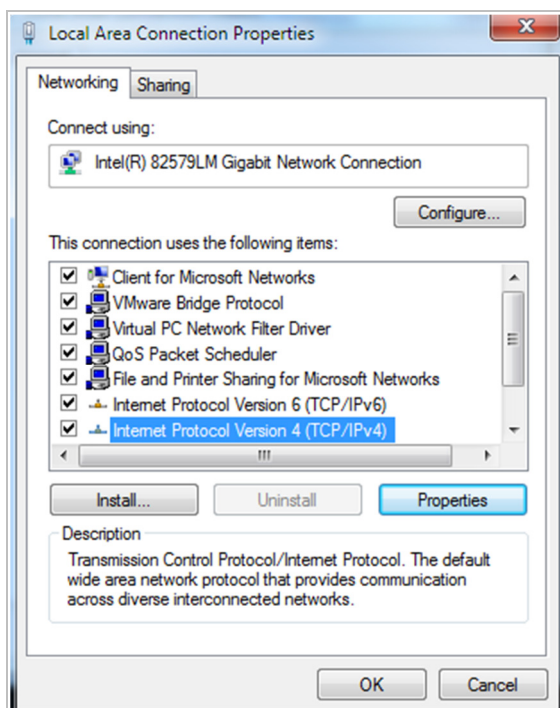 Local Area Connection Properties
Networking
Sharing
Connect using:
Intel(R) 82579LM Gigabit Network Connection
Configure...
This connection uses the following items:
Client for Microsoft Networks
VMware Bridge Protocol
Virtual PC Network Filter Driver
QoS Packet Scheduler
File and Printer Sharing for Microsoft Networks
Internet Protocol Version 6 (TCP/IPv6)
Internet Protocol Version 4 (TCP/IPv4)
Install...
Uninstall
Properties
Description
Transmission Control Protocol/Internet Protocol. The default
wide area network protocol that provides communication
across diverse interconnected networks.
OK
Cancel